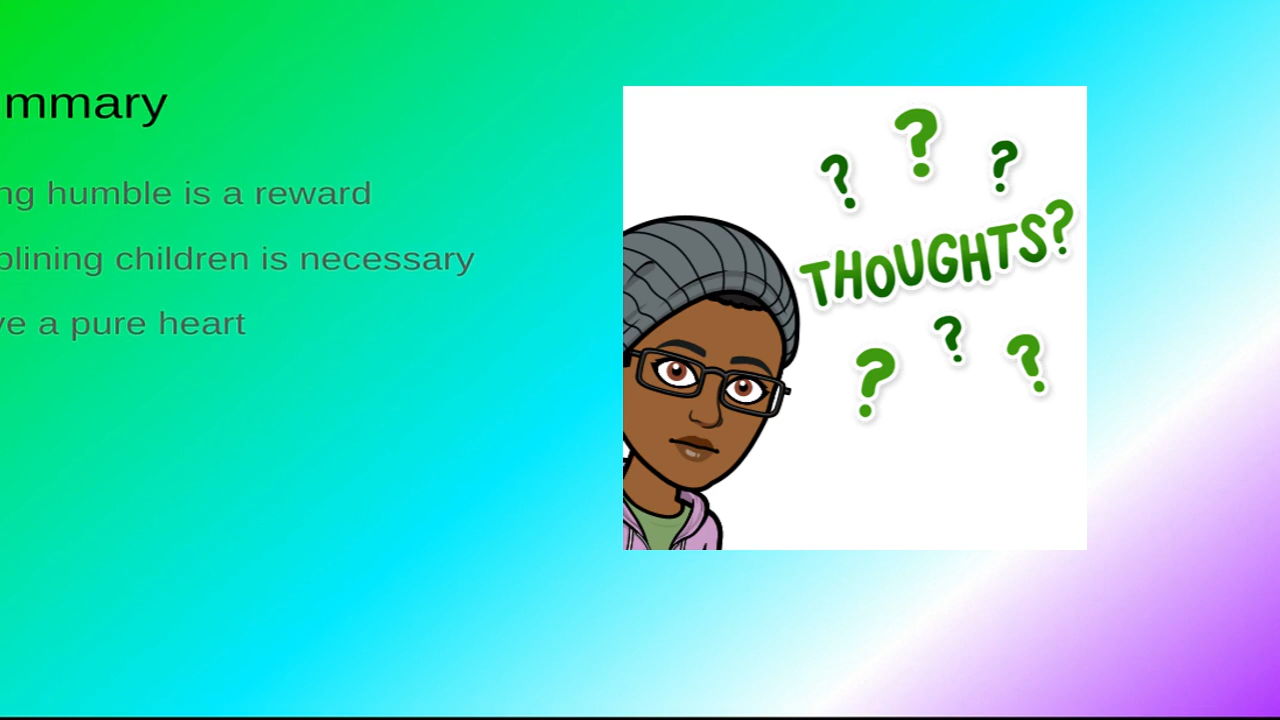 mmary
ng humble is a reward
plining children is necessary
ve a pure heart
? ? ?
THOUGHTS?
? ? ?